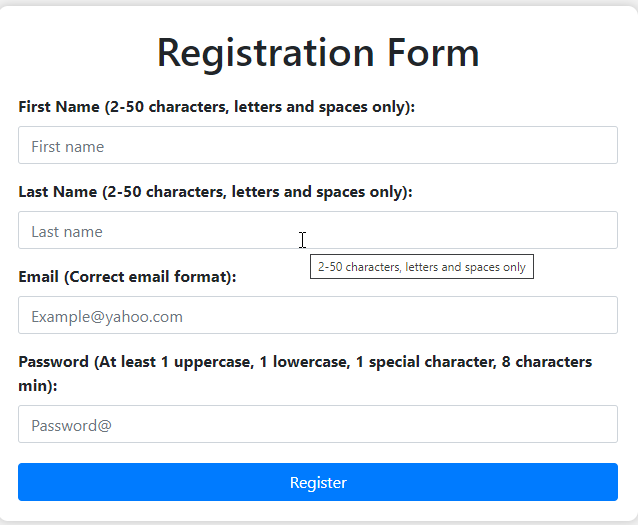 Registration Form
First Name (2-50 characters, letters and spaces only):
First name
Last Name (2-50 characters, letters and spaces only):
Last name
2-50 characters, letters and spaces only
Email (Correct email format):
Example@yahoo.com
Password (At least 1 uppercase, 1 lowercase, 1 special character, 8 characters
min):
Password@
Register